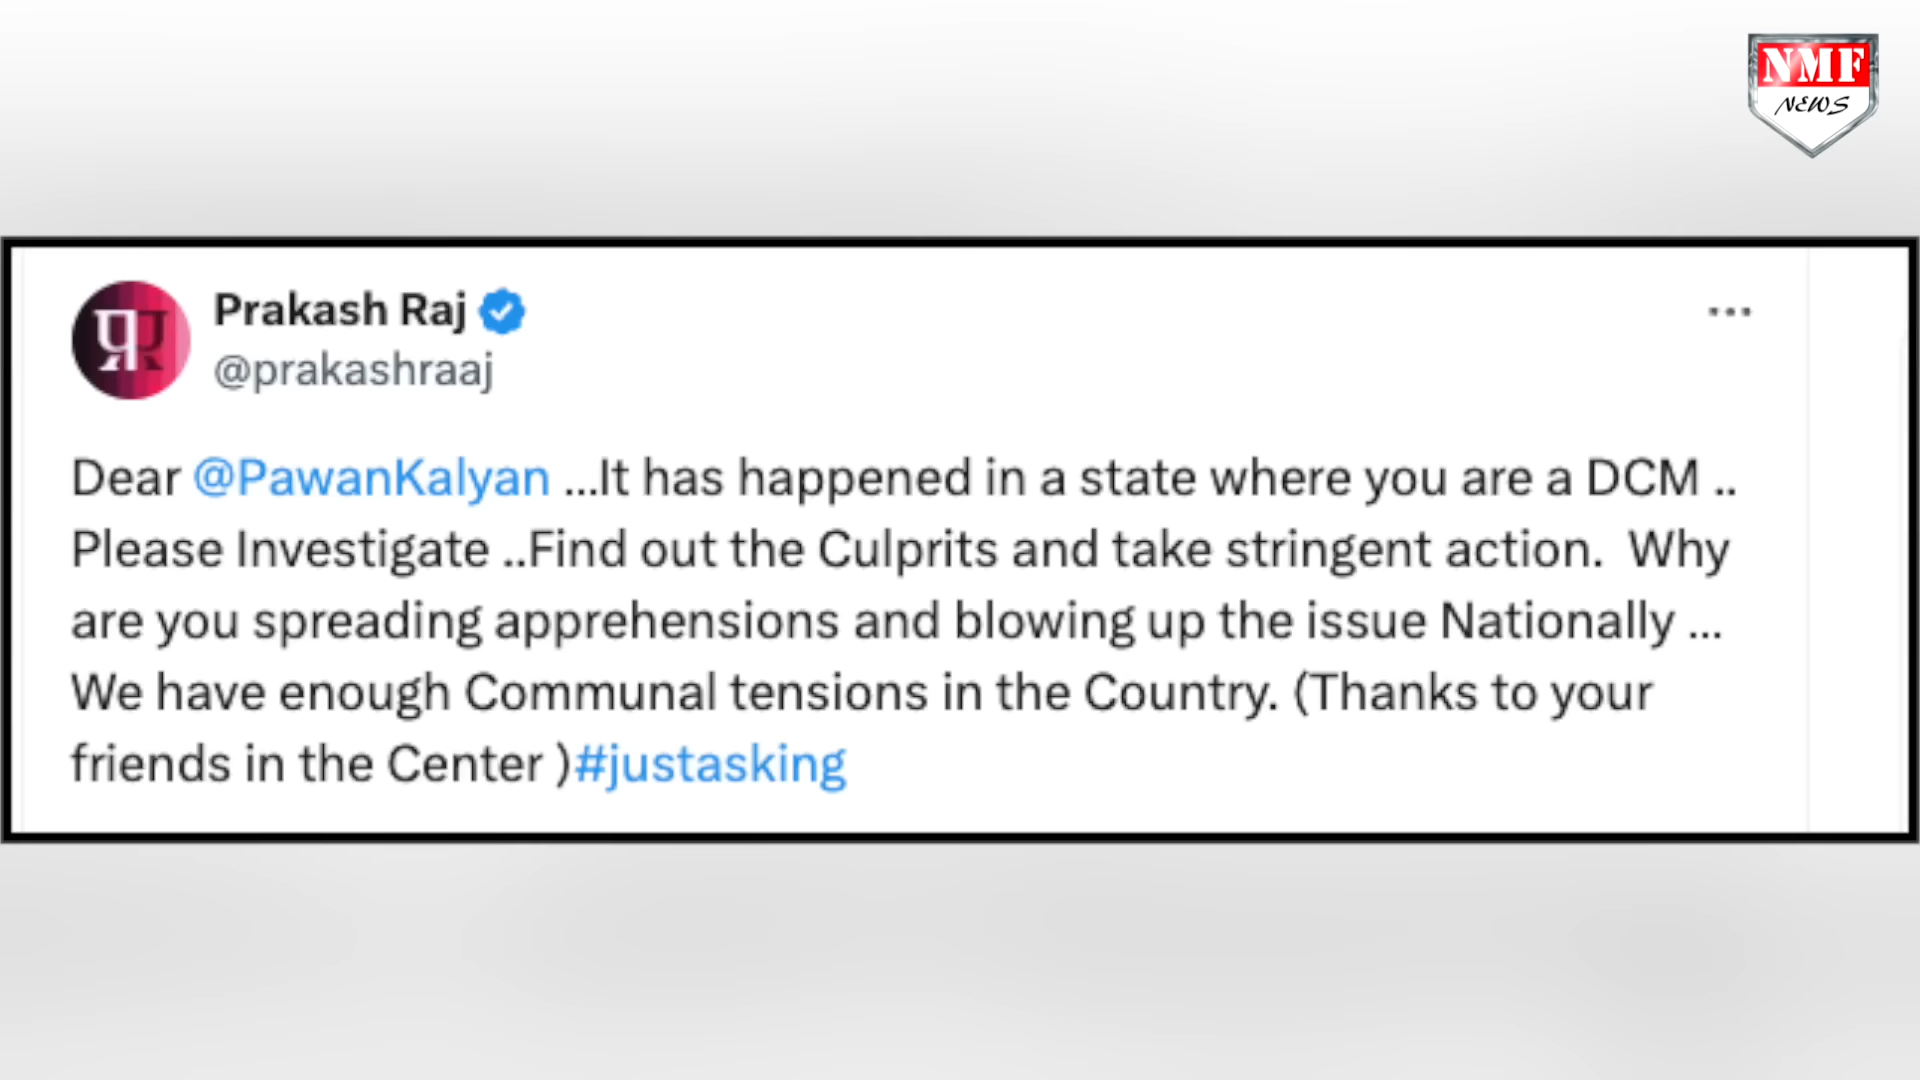 NMF
NEWS
Prakash Raj
@prakashraaj
Dear @PawanKalyan ...It has happened in a state where you are a DCM ..
Please Investigate ..Find out the Culprits and take stringent action.  Why
are you spreading apprehensions and blowing up the issue Nationally ...
We have enough Communal tensions in the Country. (Thanks to your
friends in the Center )#justasking